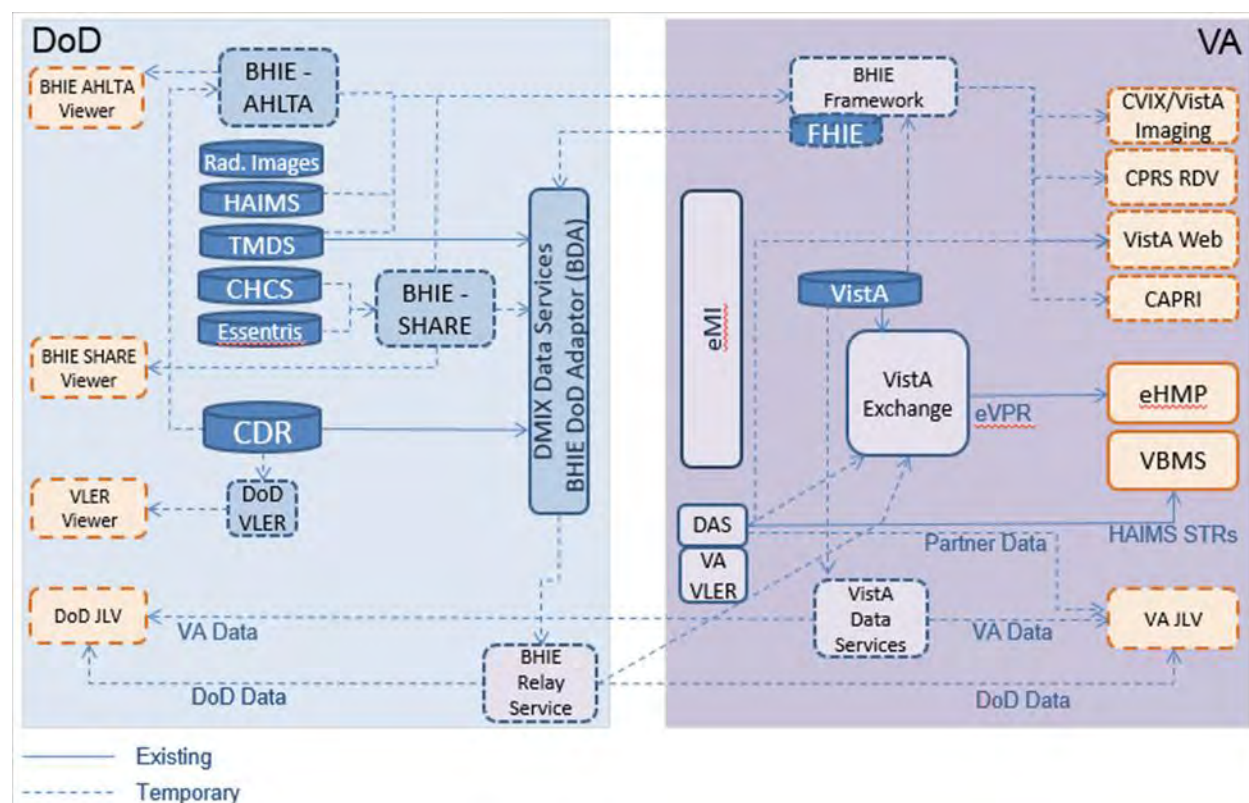 DoD
BHIE AHLTA
Viewer
BHIE -
AHLTA
Rad. Images
HAIMS
TMDS
CHCS
Essentris
BHIE -
SHARE
BHIE SHARE
Viewer
CDR
VLER
Viewer
DoD
VLER
DMIX Data Services
BHIE DoD Adaptor (BDA)
DoD JLV
VA Data
DoD Data
BHIE
Relay
Service
VA
BHIE
Framework
FHIE
CVIX/VistA
Imaging
CPRS RDV
VistA Web
CAPRI
eMI
VistA
VistA
Exchange
eVPR
eHMP
VBMS
DAS
VA
VLER
Partner Data
HAIMS STRs
VistA
Data
Services
VA Data
VA JLV
DoD Data
Existing
Temporary